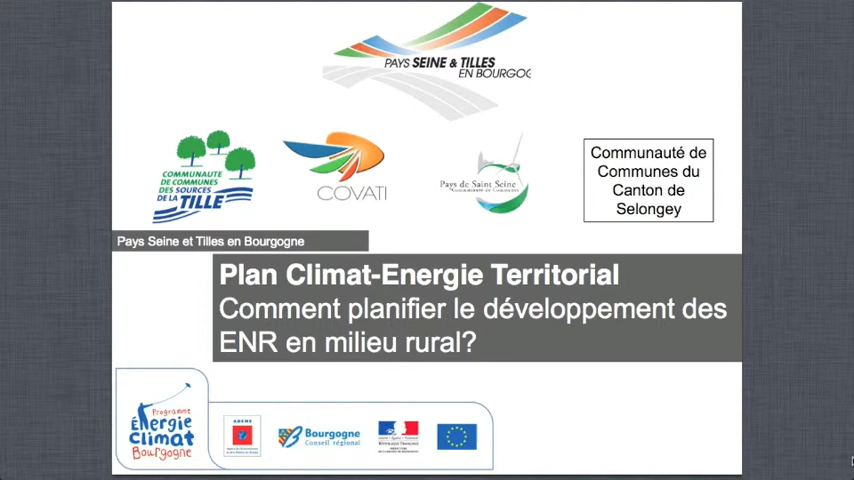 PAYS SEINE & TILLES
EN BOURGOG
COMMUNAUTE
DE COMMUNES
DES SOURCES
DE LA TILLE
COVATI
Pays de Saint Seine
Communauté de
Communes du
Canton de
Selongey
Pays Seine et Tilles en Bourgogne
Plan Climat-Energie Territorial
Comment planifier le développement des
ENR en milieu rural?
Programme
Énergie
Climat
Bourgogne
ADEME
Bourgogne
Conseil régional